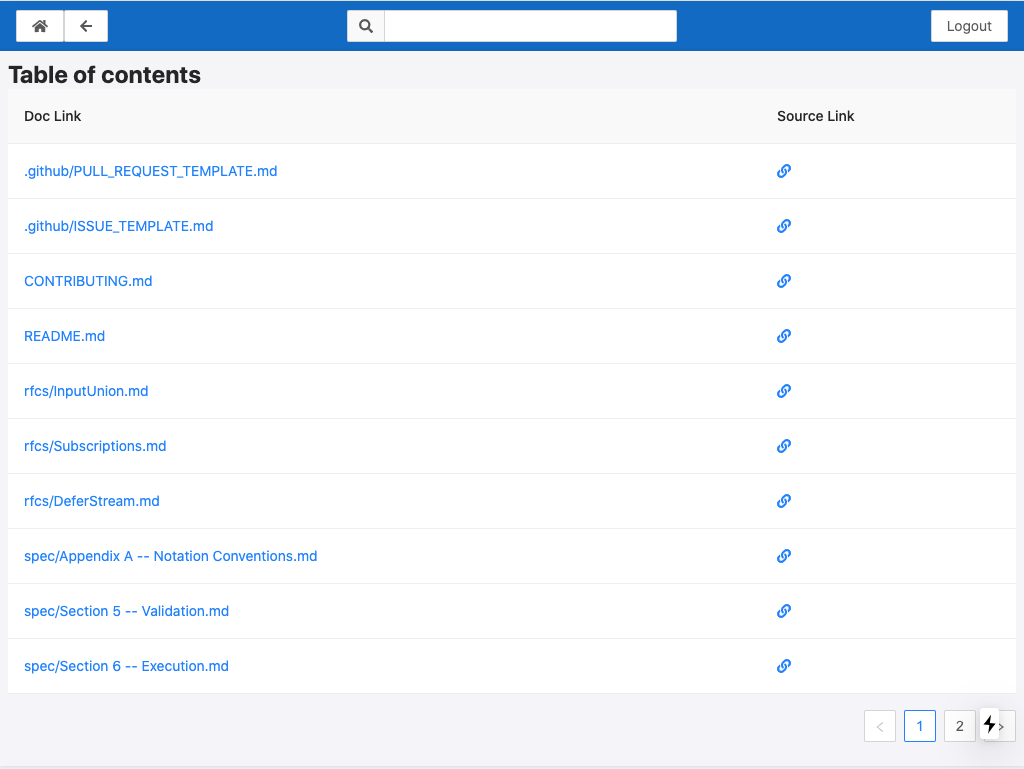 Logout
Table of contents
Doc Link Source Link
.github/PULL_REQUEST_TEMPLATE.md
.github/ISSUE_TEMPLATE.md
CONTRIBUTING.md
README.md
rfcs/InputUnion.md
rfcs/Subscriptions.md
rfcs/DeferStream.md
spec/Appendix A -- Notation Conventions.md
spec/Section 5 -- Validation.md
spec/Section 6 -- Execution.md
< 1 2 >